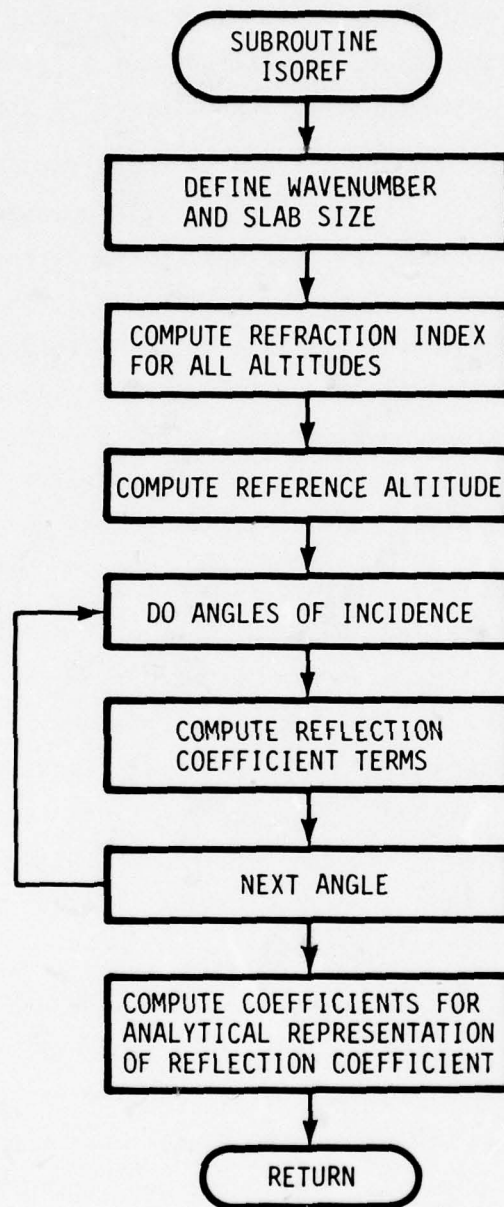 SUBROUTINE
ISOREF
DEFINE WAVENUMBER
AND SLAB SIZE
COMPUTE REFRACTION INDEX
FOR ALL ALTITUDES
COMPUTE REFERENCE ALTITUDE
DO ANGLES OF INCIDENCE
COMPUTE REFLECTION
COEFFICIENT TERMS
NEXT ANGLE
COMPUTE COEFFICIENTS FOR
ANALYTICAL REPRESENTATION
OF REFLECTION COEFFICIENT
RETURN